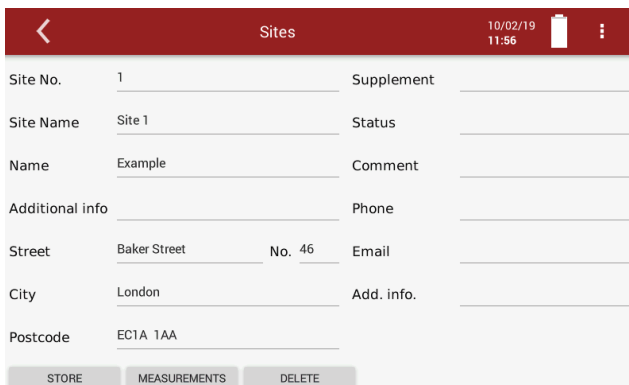 Sites
10/02/19
11:56
Site No. 1 Supplement
Site Name Site 1 Status
Name Example Comment
Additional info Phone
Street Baker Street No. 46 Email
City London Add. info.
Postcode EC1A 1AA
STORE MEASUREMENTS DELETE